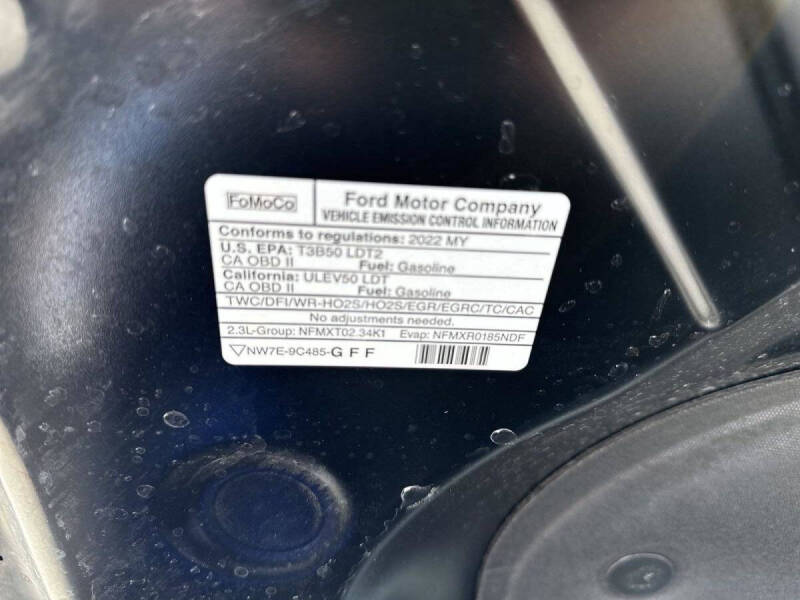 FoMoCo
Ford Motor Company
VEHICLE EMISSION CONTROL INFORMATION
Conforms to regulations: 2022 MY
U.S. EPA: T3B50 LDT2
CA OBD II Fuel: Gasoline
California: ULEV50 LDT
CA OBD II Fuel: Gasoline
TWC/DFI/WR-HO2S/HO2S/EGR/EGRC/TC/CAC
No adjustments needed.
2.3L-Group: NFMXT02.34K1 Evap: NFMXR0185NDF
NW7E-9C485-GFF